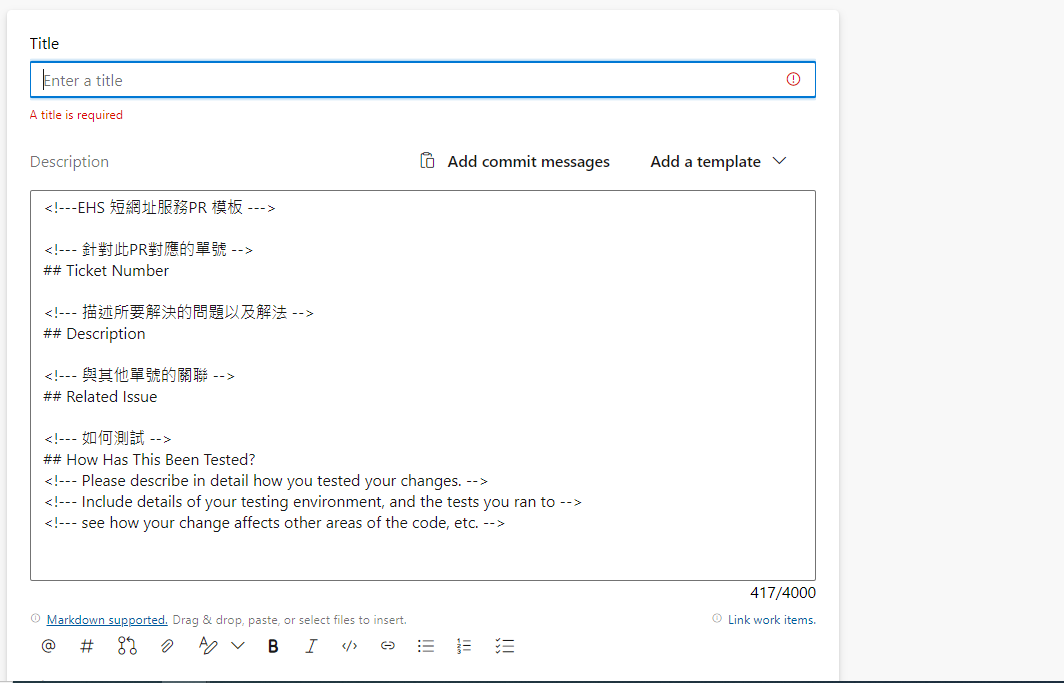 Title
Enter a title
A title is required
Description
Add commit messages
Add a template
<!---EHS 短網址服務PR 模板 --->
<!--- 針對此PR對應的單號 -->
## Ticket Number
<!--- 描述所要解決的問題以及解法 -->
## Description
<!--- 與其他單號的關聯 -->
## Related Issue
<!--- 如何測試 -->
## How Has This Been Tested?
<!--- Please describe in detail how you tested your changes. -->
<!--- Include details of your testing environment, and the tests you ran to -->
<!--- see how your change affects other areas of the code, etc. -->
417/4000
Markdown supported. Drag & drop, paste, or select files to insert.
Link work items.